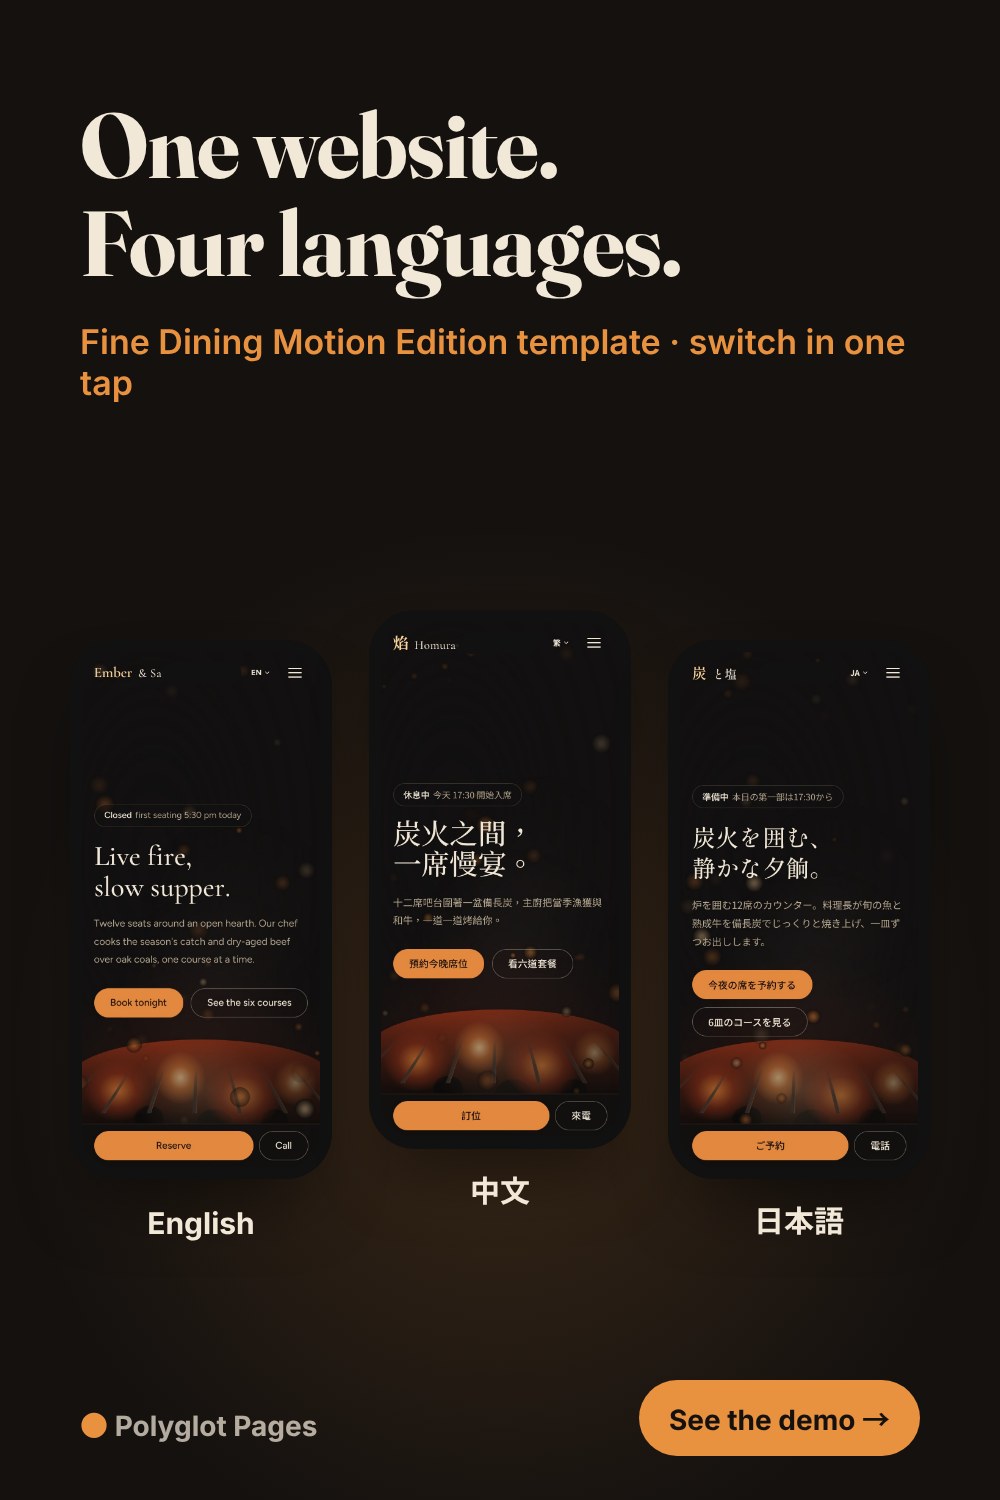 One website.
Four languages.
Fine Dining Motion Edition template · switch in one
tap
Ember & Sa
EN
Closed first seating 5:30 pm today
Live fire,
slow supper.
Twelve seats around an open hearth. Our chef
cooks the season's catch and dry-aged beef
over oak coals, one course at a time.
Book tonight
See the six courses
Reserve
Call
English
焰 Homura
繁
休息中 今天 17:30 開始入席
炭火之間，
一席慢宴。
十二席吧台圍著一盆備長炭，主廚把當季漁獲與
和牛，一道一道烤給你。
預約今晚席位
看六道套餐
訂位
來電
中文
炭 と塩
JA
準備中 本日の第一部は17:30から
炭火を囲む、
静かな夕餉。
炉を囲む12席のカウンター。料理長が旬の魚と
熟成牛を備長炭でじっくりと焼き上げ、一皿ず
つお出しします。
今夜の席を予約する
6皿のコースを見る
ご予約
電話
日本語
Polyglot Pages
See the demo →